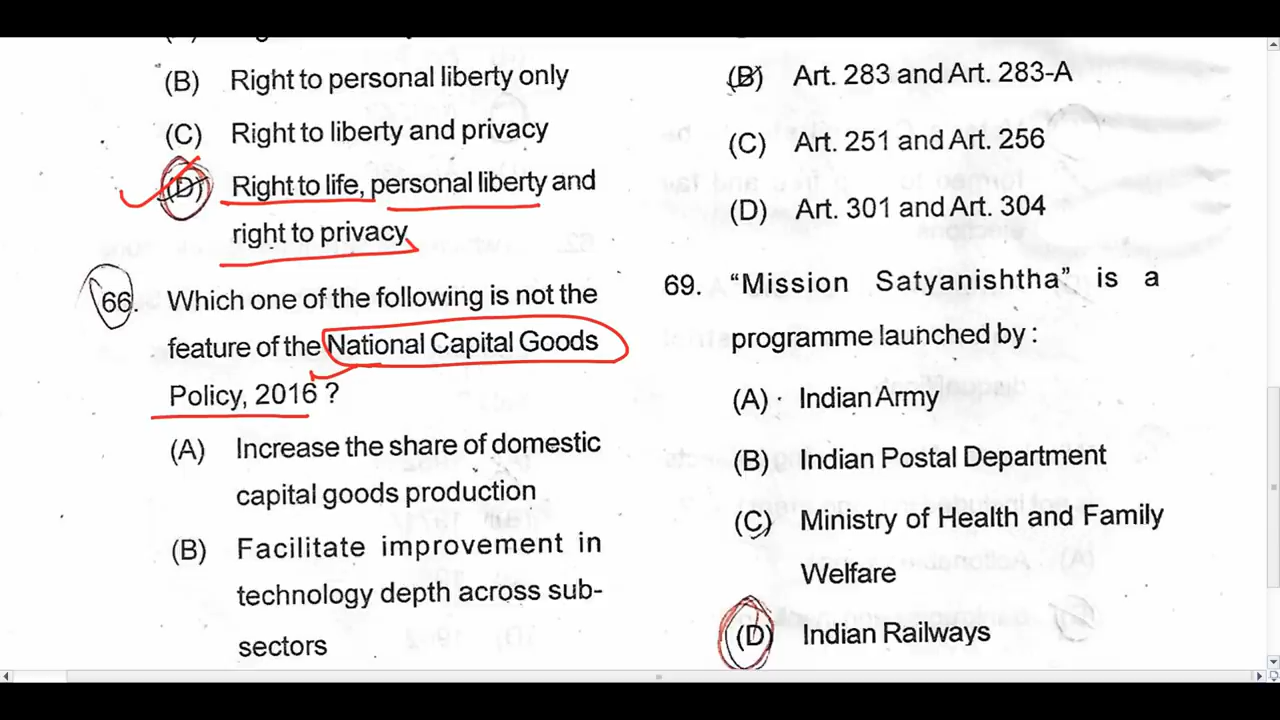 (B) Right to personal liberty only
(C) Right to liberty and privacy
(D) Right to life, personal liberty and
right to privacy
66. Which one of the following is not the
feature of the National Capital Goods
Policy, 2016 ?
(A) Increase the share of domestic
capital goods production
(B) Facilitate improvement in
technology depth across sub-
sectors
(B) Art. 283 and Art. 283-A
(C) Art. 251 and Art. 256
(D) Art. 301 and Art. 304
69. “Mission Satyanishtha” is a
programme launched by :
(A) Indian Army
(B) Indian Postal Department
(C) Ministry of Health and Family
Welfare
(D) Indian Railways